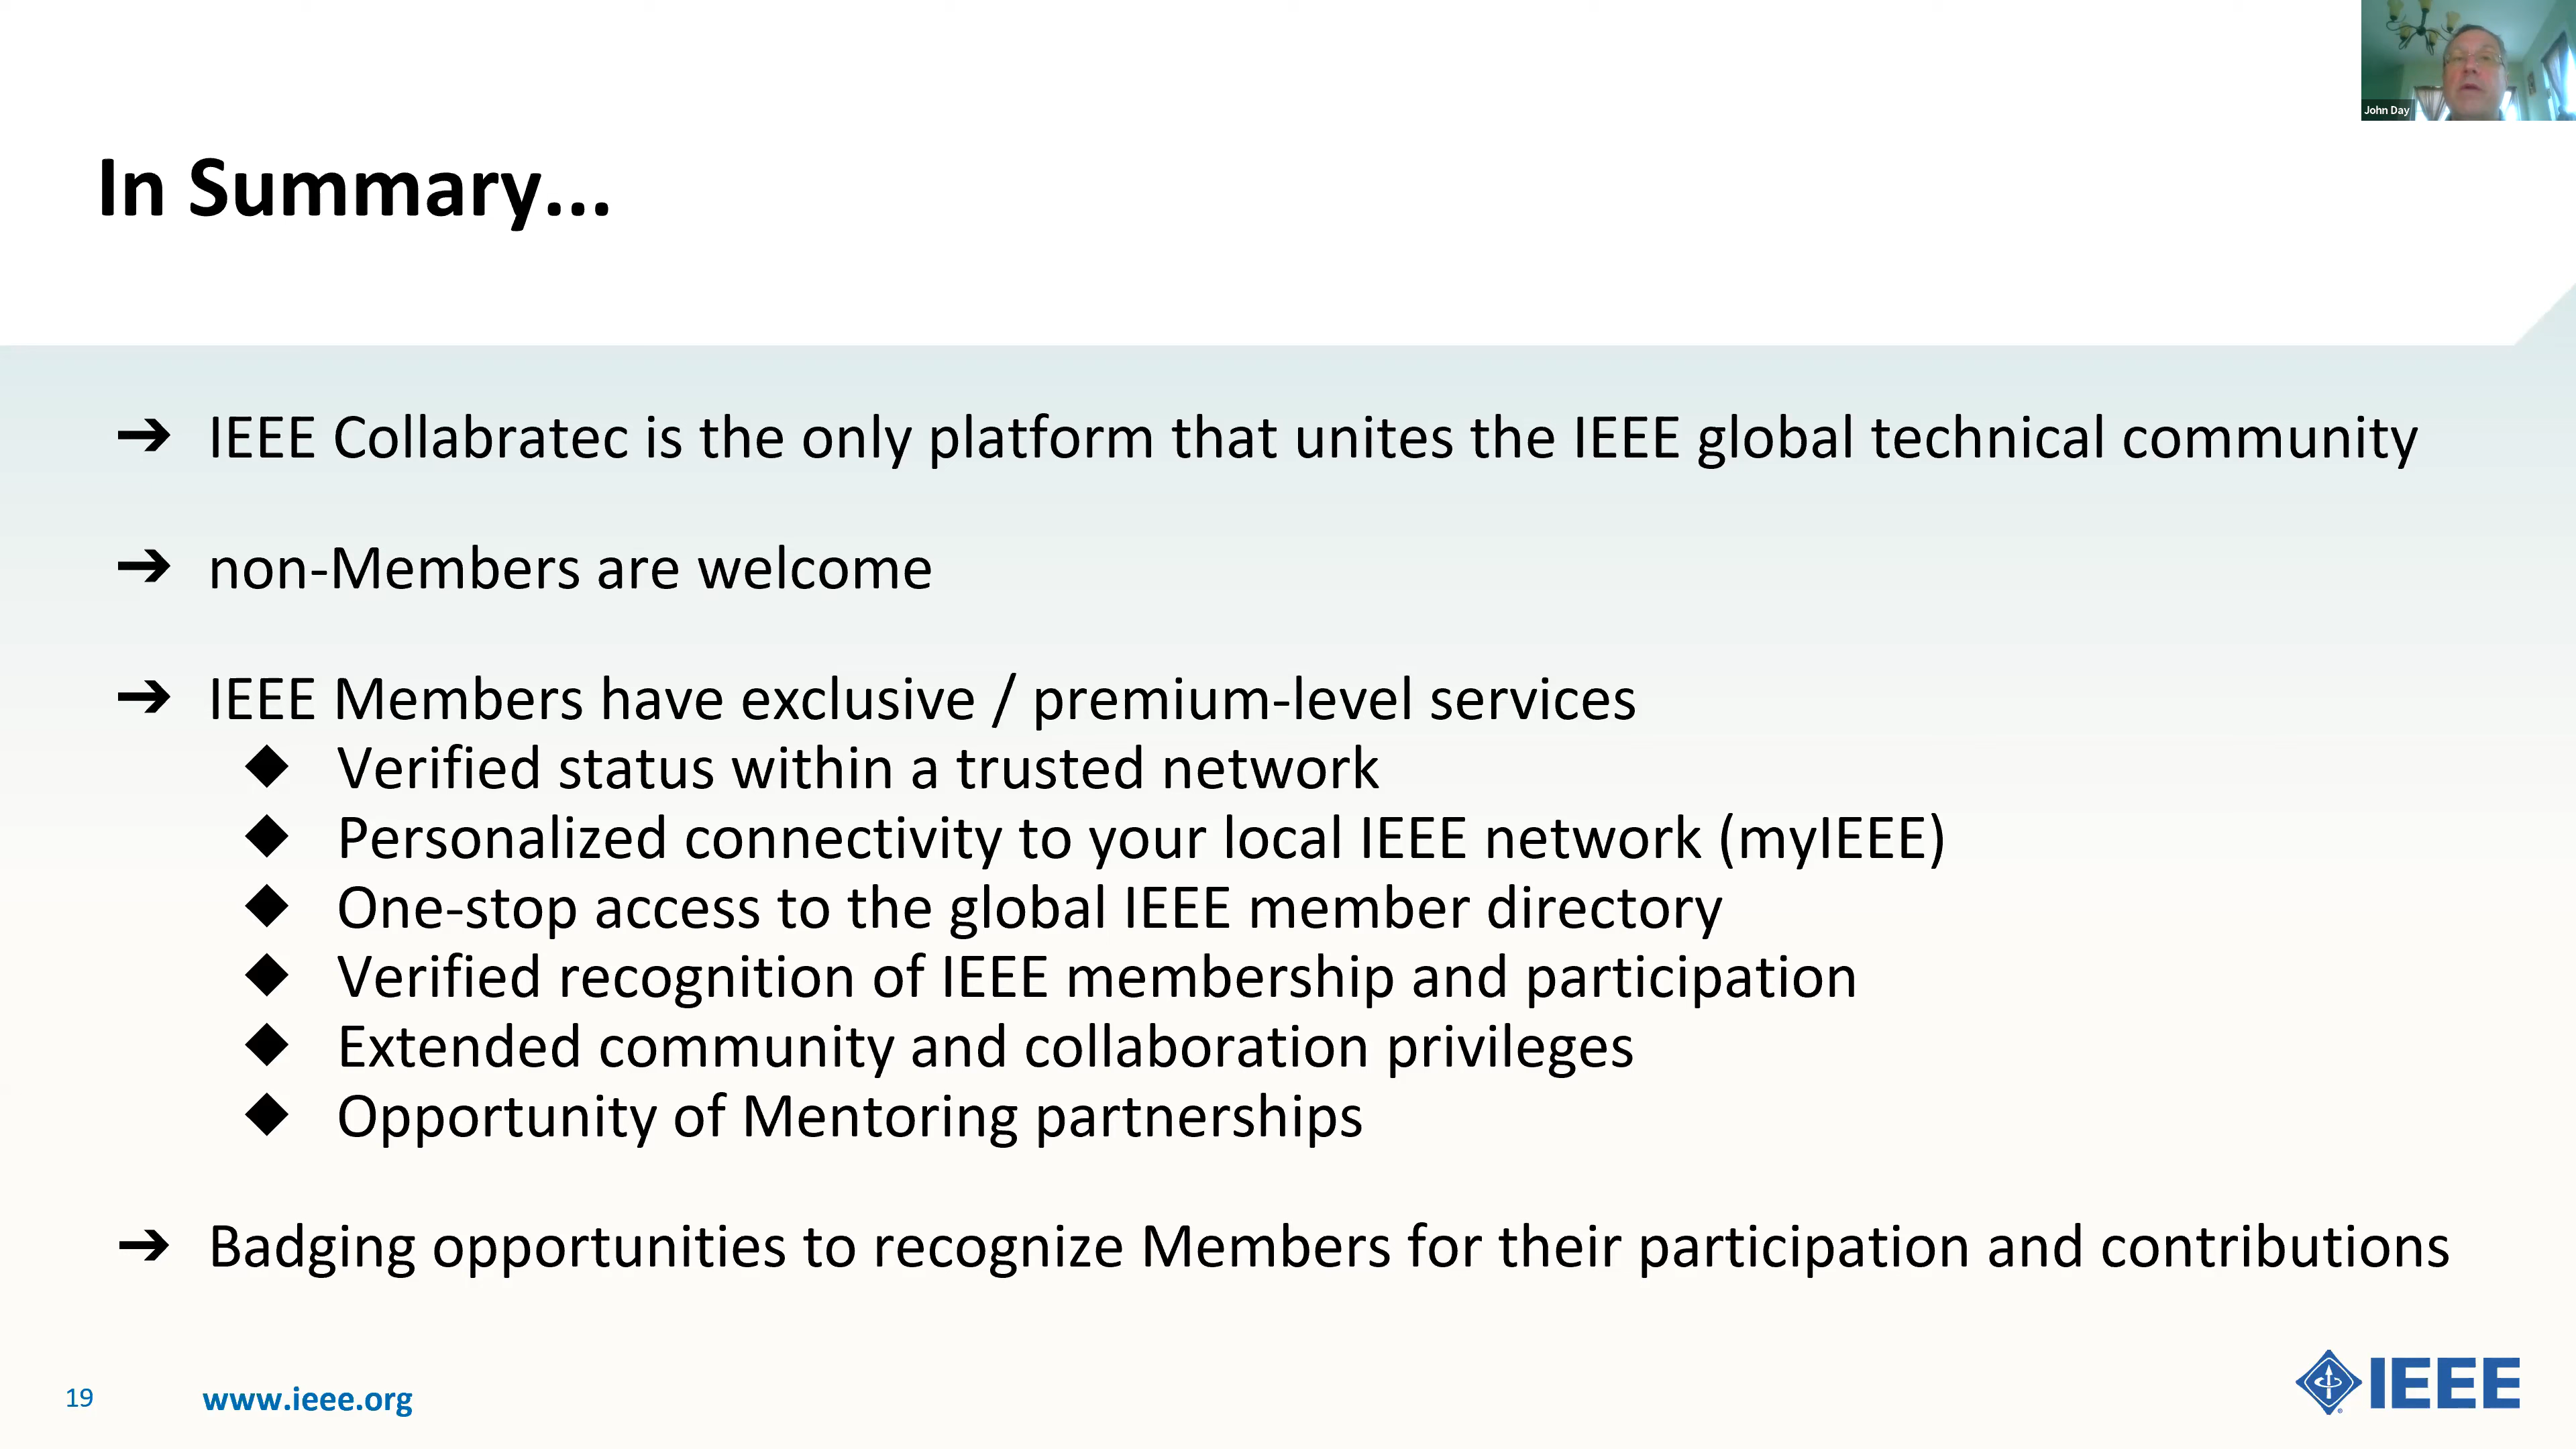 John Day
In Summary...
➔ IEEE Collabratec is the only platform that unites the IEEE global technical community
➔ non-Members are welcome
➔ IEEE Members have exclusive / premium-level services
◆ Verified status within a trusted network
◆ Personalized connectivity to your local IEEE network (myIEEE)
◆ One-stop access to the global IEEE member directory
◆ Verified recognition of IEEE membership and participation
◆ Extended community and collaboration privileges
◆ Opportunity of Mentoring partnerships
➔ Badging opportunities to recognize Members for their participation and contributions
19
www.ieee.org
IEEE